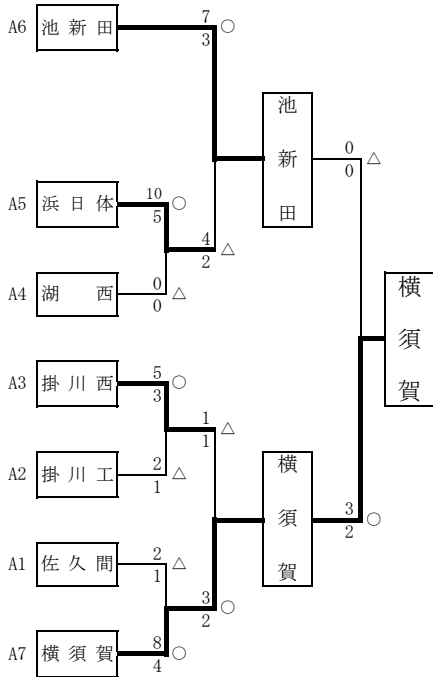 A6 池新田 7 ○
3
池新田
0 △
0
A5 浜日体 10 ○
5
4 △
2
A4 湖西 0 △
0
横須賀
A3 掛川西 5 ○
3
1 △
1
A2 掛川工 2 △
1
横須賀
3 ○
2
A1 佐久間 2 △
1
3 ○
2
A7 横須賀 8 ○
4